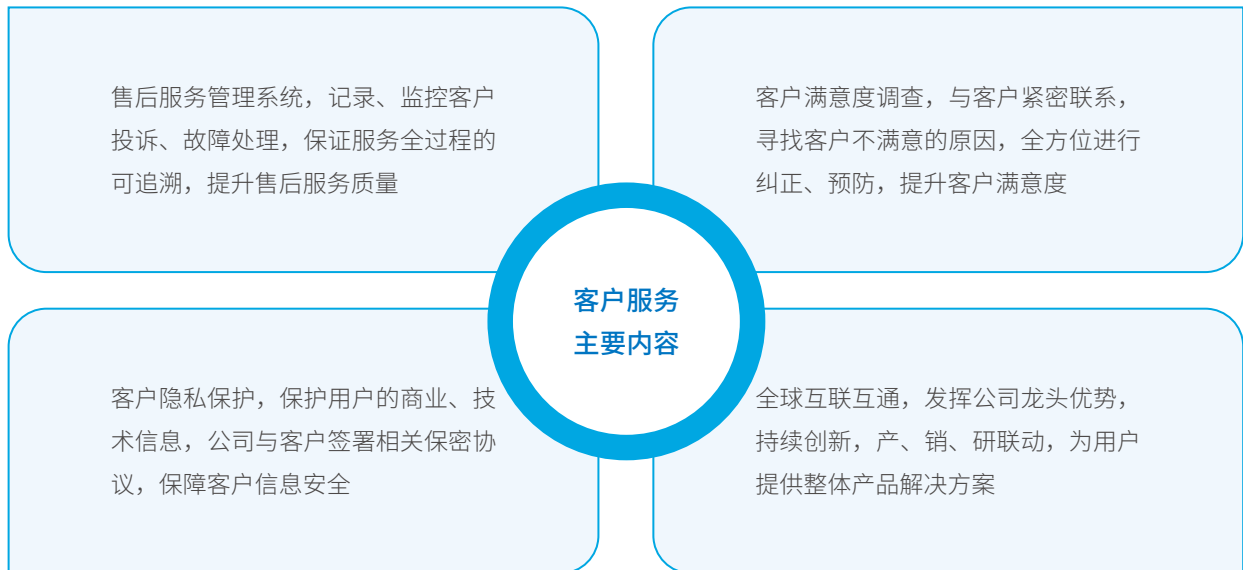 售后服务管理系统，记录、监控客户
投诉、故障处理，保证服务全过程的
可追溯，提升售后服务质量
客户满意度调查，与客户紧密联系，
寻找客户不满意的原因，全方位进行
纠正、预防，提升客户满意度
客户服务
主要内容
客户隐私保护，保护用户的商业、技
术信息，公司与客户签署相关保密协
议，保障客户信息安全
全球互联互通，发挥公司龙头优势，
持续创新，产、销、研联动，为用户
提供整体产品解决方案